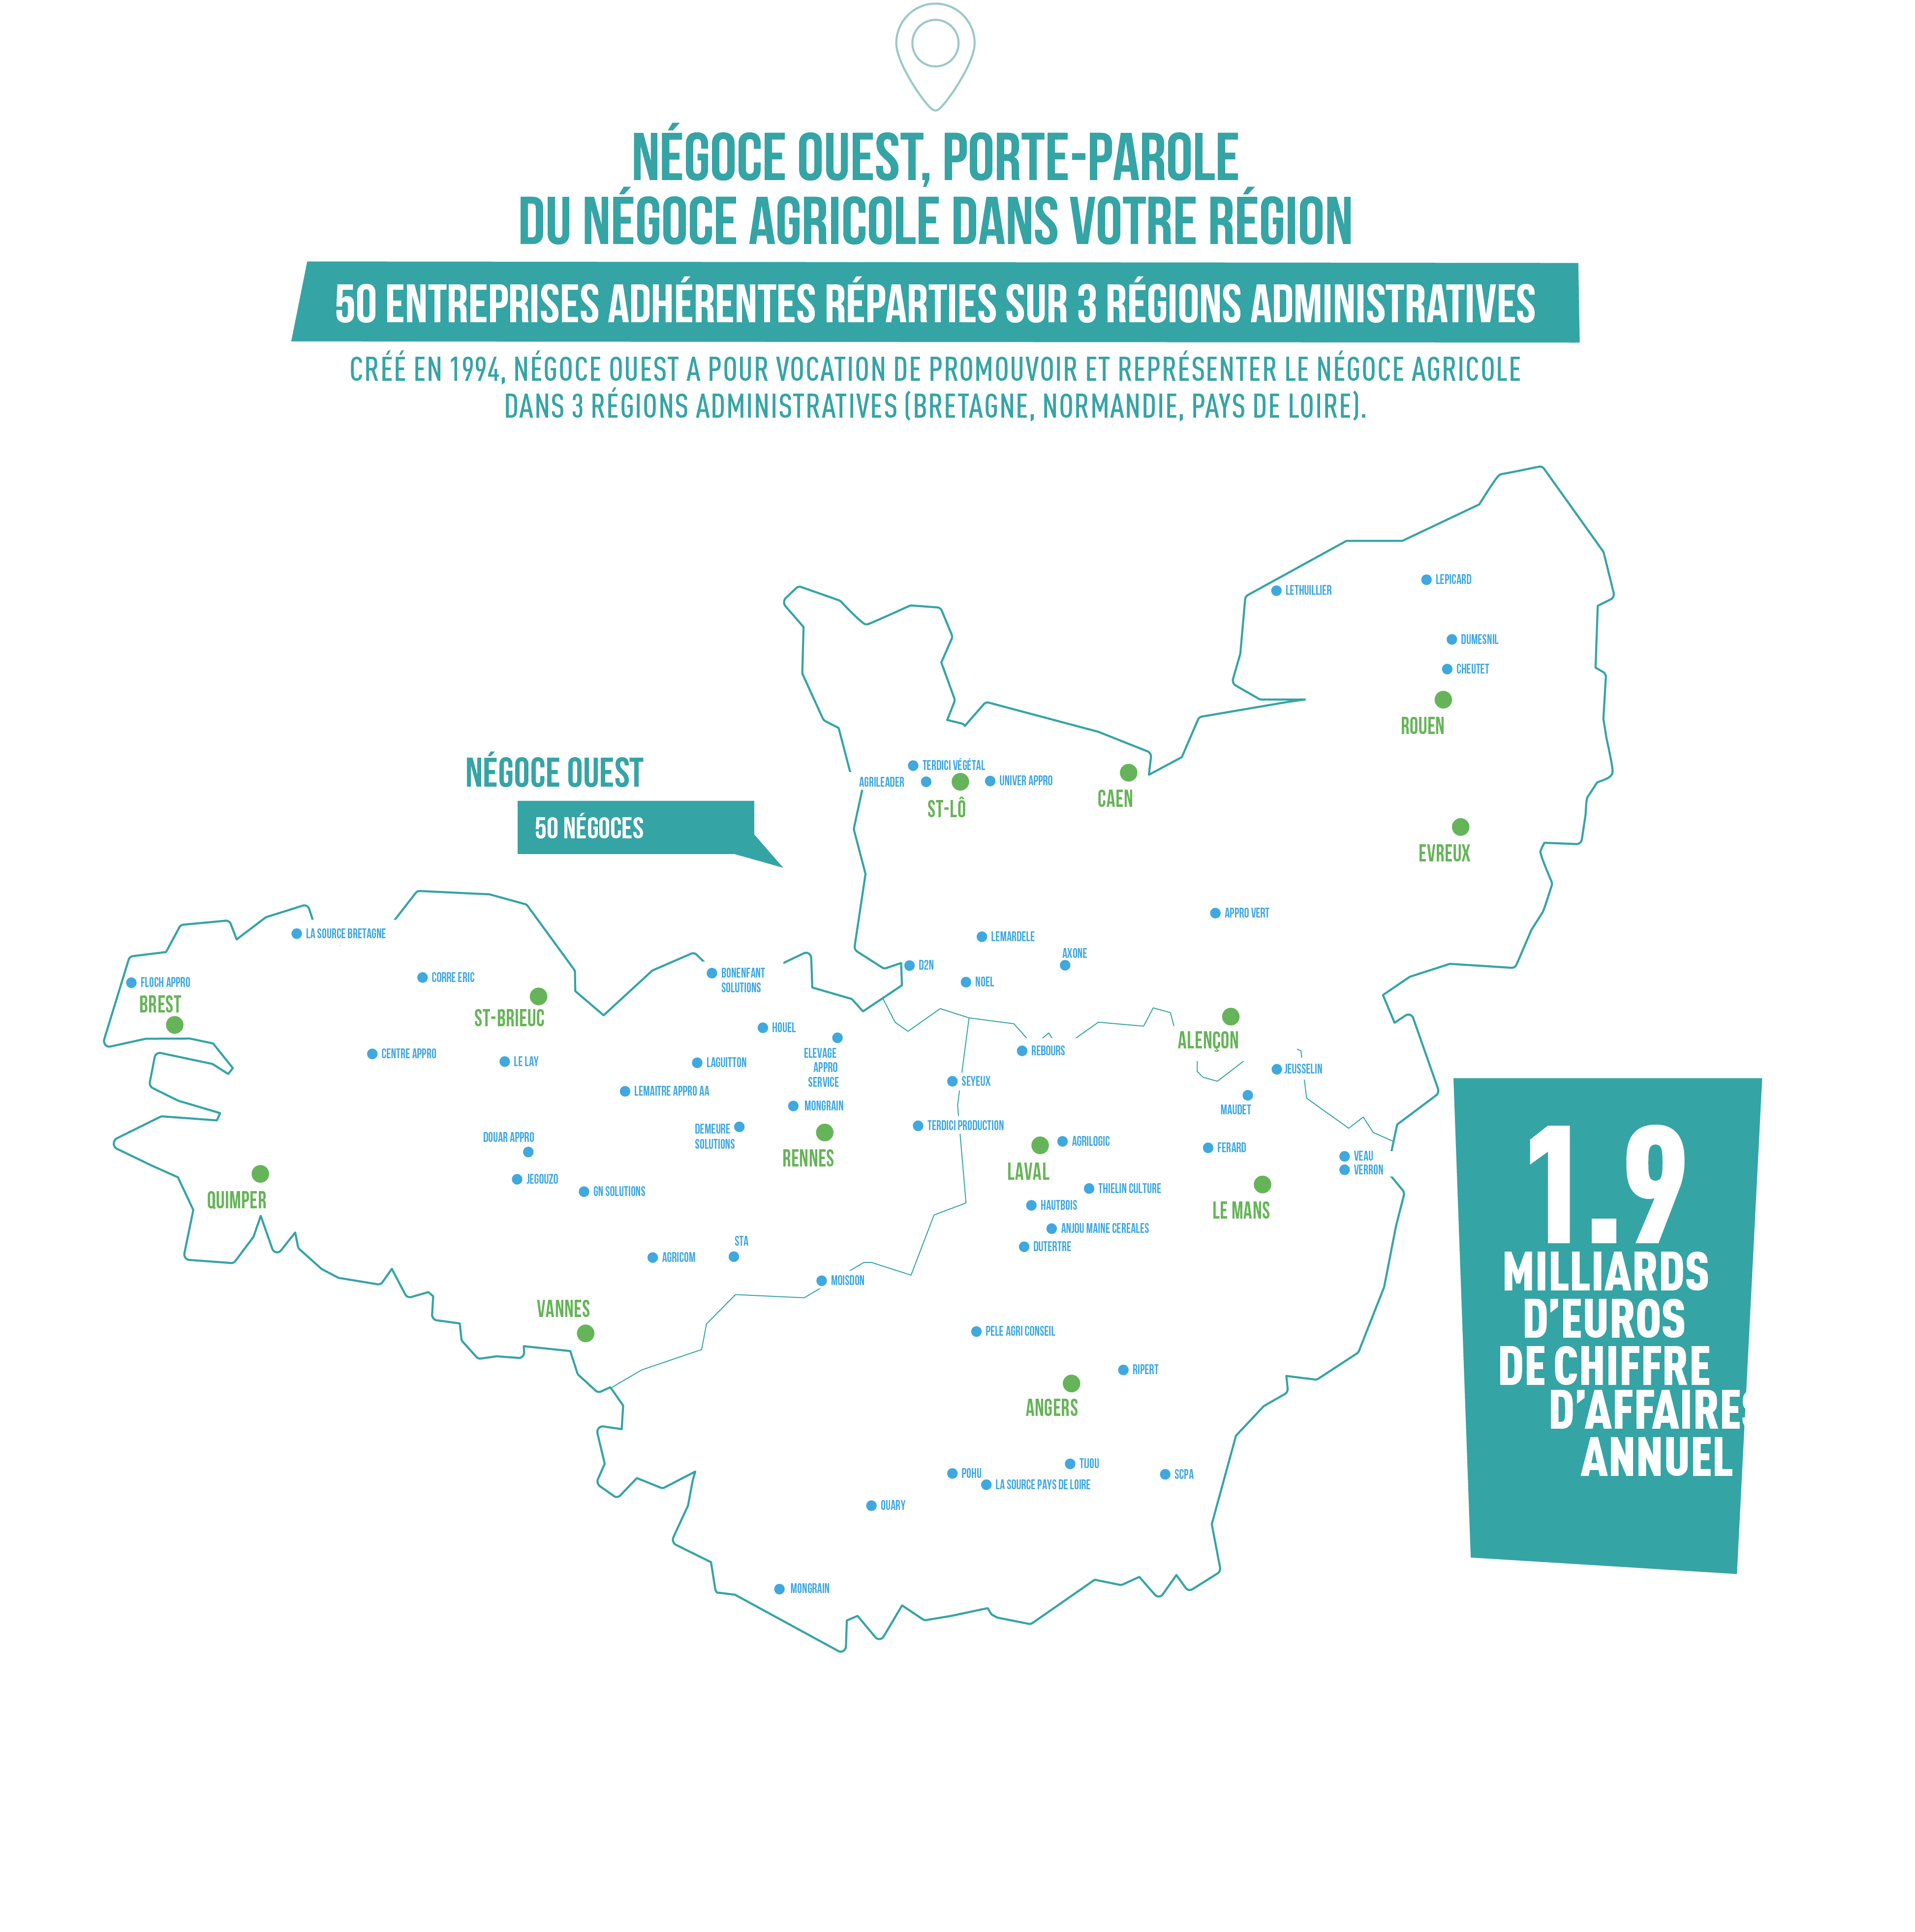 NÉGOCE OUEST, PORTE-PAROLE
DU NÉGOCE AGRICOLE DANS VOTRE RÉGION
50 ENTREPRISES ADHÉRENTES RÉPARTIES SUR 3 RÉGIONS ADMINISTRATIVES
CRÉÉ EN 1994, NÉGOCE OUEST A POUR VOCATION DE PROMOUVOIR ET REPRÉSENTER LE NÉGOCE AGRICOLE
DANS 3 RÉGIONS ADMINISTRATIVES (BRETAGNE, NORMANDIE, PAYS DE LOIRE).
LEPICARD
LETHUILLIER
DUMESNIL
CHEUTET
ROUEN
NÉGOCE OUEST
50 NÉGOCES
TERDICI VÉGÉTAL
AGRILEADER
UNIVER APPRO
ST-LÔ
CAEN
EVREUX
APPRO VERT
LEMARDELE
AXONE
D2N
NOEL
LA SOURCE BRETAGNE
FLOCH APPRO
BREST
CORRE ERIC
ST-BRIEUC
BONENFANT
SOLUTIONS
HOUEL
ELEVAGE
APPRO
SERVICE
CENTRE APPRO
LE LAY
LAGUITTON
LEMAITRE APPRO AA
MONGRAIN
DEMEURE
SOLUTIONS
RENNES
DOUAR APPRO
JEGOUZO
GN SOLUTIONS
QUIMPER
STA
AGRICOM
MOISDON
VANNES
ALENÇON
REBOURS
JEUSSELIN
SEYEUX
MAUDET
TERDICI PRODUCTION
AGRILOGIC
LAVAL
FERARD
VEAU
VERRON
THIELIN CULTURE
HAUTBOIS
LE MANS
ANJOU MAINE CEREALES
DUTERTRE
PELE AGRI CONSEIL
RIPERT
ANGERS
TIJOU
POHU
LA SOURCE PAYS DE LOIRE
SCPA
OUARY
MONGRAIN
1.9
MILLIARDS
D'EUROS
DE CHIFFRE
D'AFFAIRES
ANNUEL